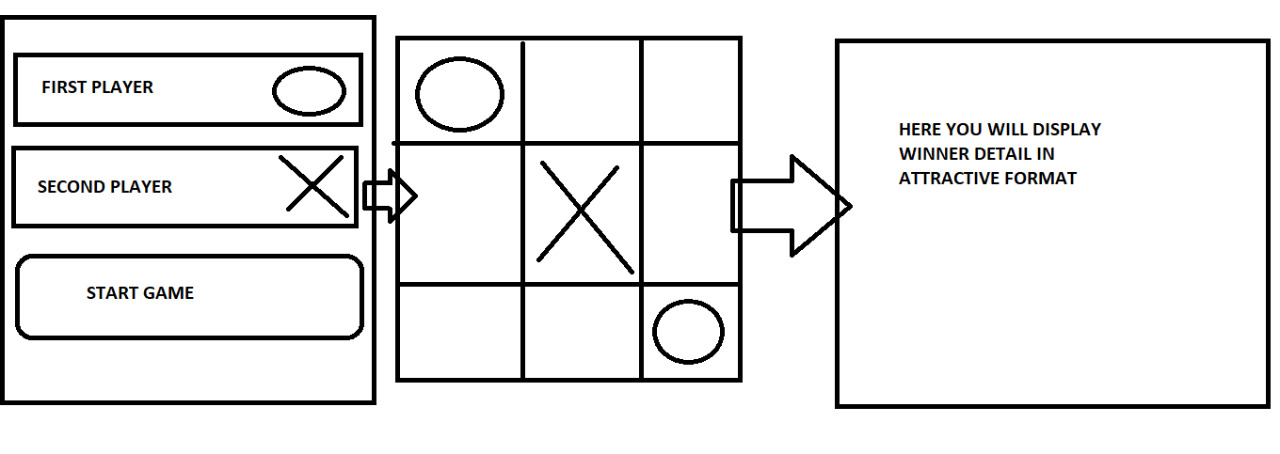 FIRST PLAYER
SECOND PLAYER
START GAME
HERE YOU WILL DISPLAY
WINNER DETAIL IN
ATTRACTIVE FORMAT